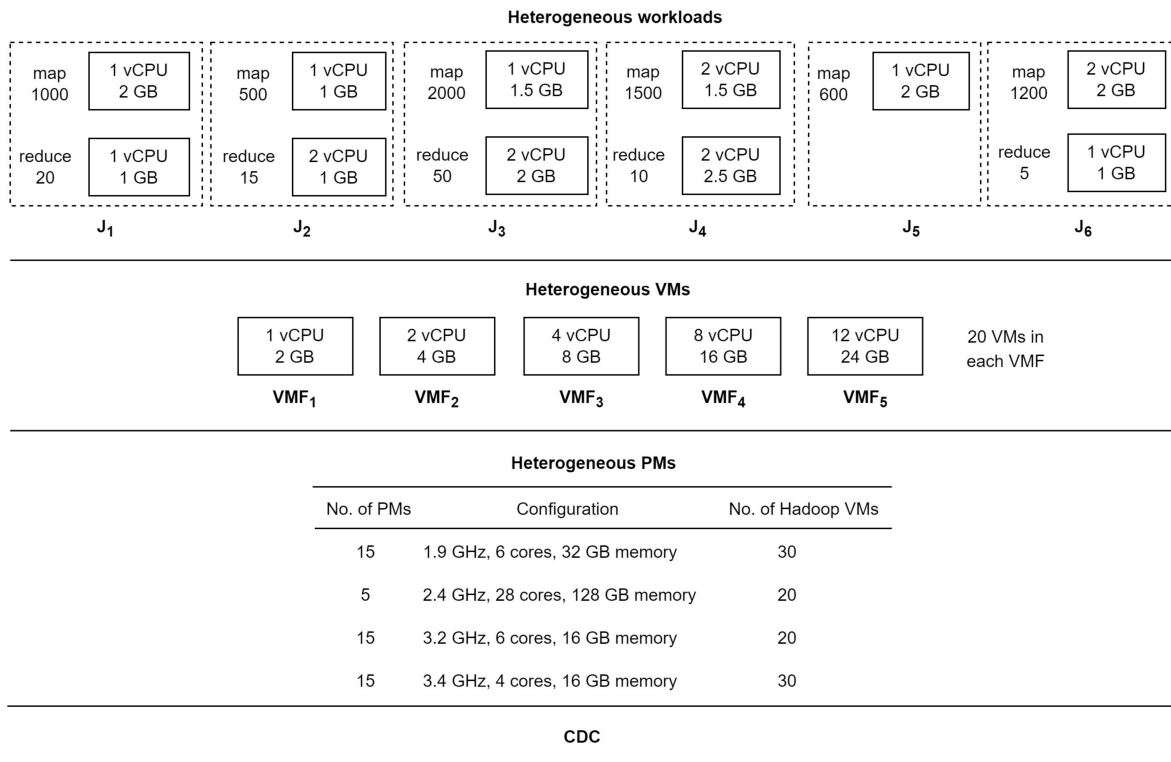 Heterogeneous workloads
map
1000
1 vCPU
2 GB
reduce
20
1 vCPU
1 GB
J1
map
500
1 vCPU
1 GB
reduce
15
2 vCPU
1 GB
J2
map
2000
1 vCPU
1.5 GB
reduce
50
2 vCPU
2 GB
J3
map
1500
2 vCPU
1.5 GB
reduce
10
2 vCPU
2.5 GB
J4
map
600
1 vCPU
2 GB
J5
map
1200
2 vCPU
2 GB
reduce
5
1 vCPU
1 GB
J6
Heterogeneous VMs
1 vCPU
2 GB
VMF1
2 vCPU
4 GB
VMF2
4 vCPU
8 GB
VMF3
8 vCPU
16 GB
VMF4
12 vCPU
24 GB
VMF5
20 VMs in
each VMF
Heterogeneous PMs
No. of PMs Configuration No. of Hadoop VMs
15 1.9 GHz, 6 cores, 32 GB memory 30
5 2.4 GHz, 28 cores, 128 GB memory 20
15 3.2 GHz, 6 cores, 16 GB memory 20
15 3.4 GHz, 4 cores, 16 GB memory 30
CDC